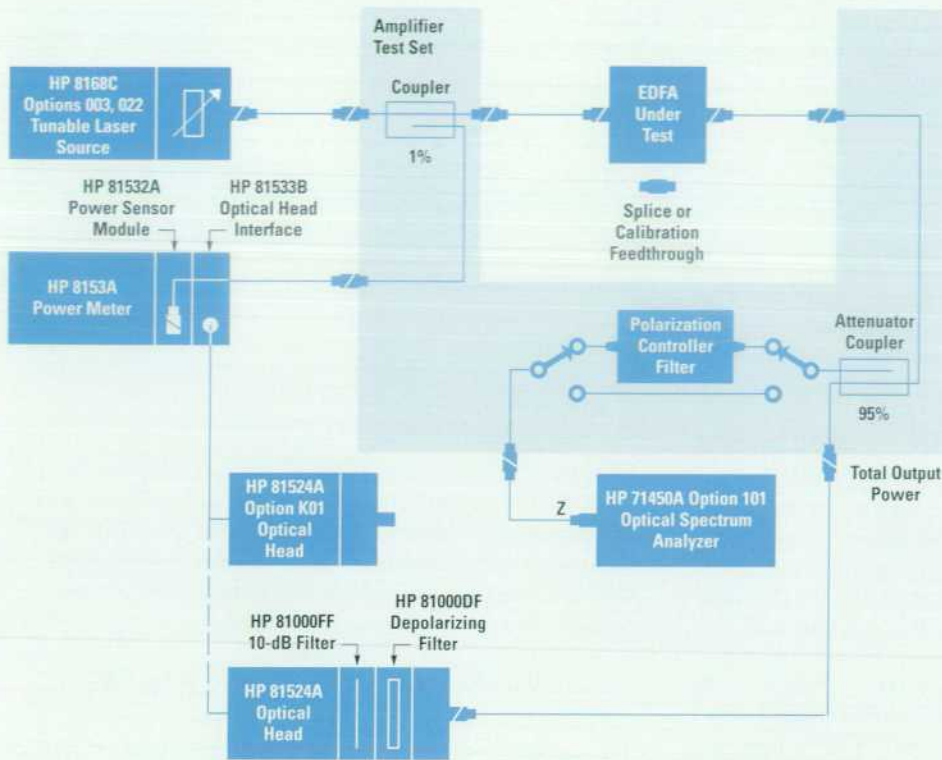 Amplifier
Test Set
HP 8168C
Options 003, 022
Tunable Laser
Source
Coupler
1%
EDFA
Under
Test
HP 81532A
Power Sensor
Module
HP 81533B
Optical Head
Interface
Splice or
Calibration
Feedthrough
HP 8153A
Power Meter
Polarization
Controller
Filter
Attenuator
Coupler
95%
Total Output
Power
HP 81524A
Option K01
Optical
Head
Z
HP 71450A Option 101
Optical Spectrum
Analyzer
HP 81000FF
10-dB Filter
HP 81000DF
Depolarizing
Filter
HP 81524A
Optical
Head